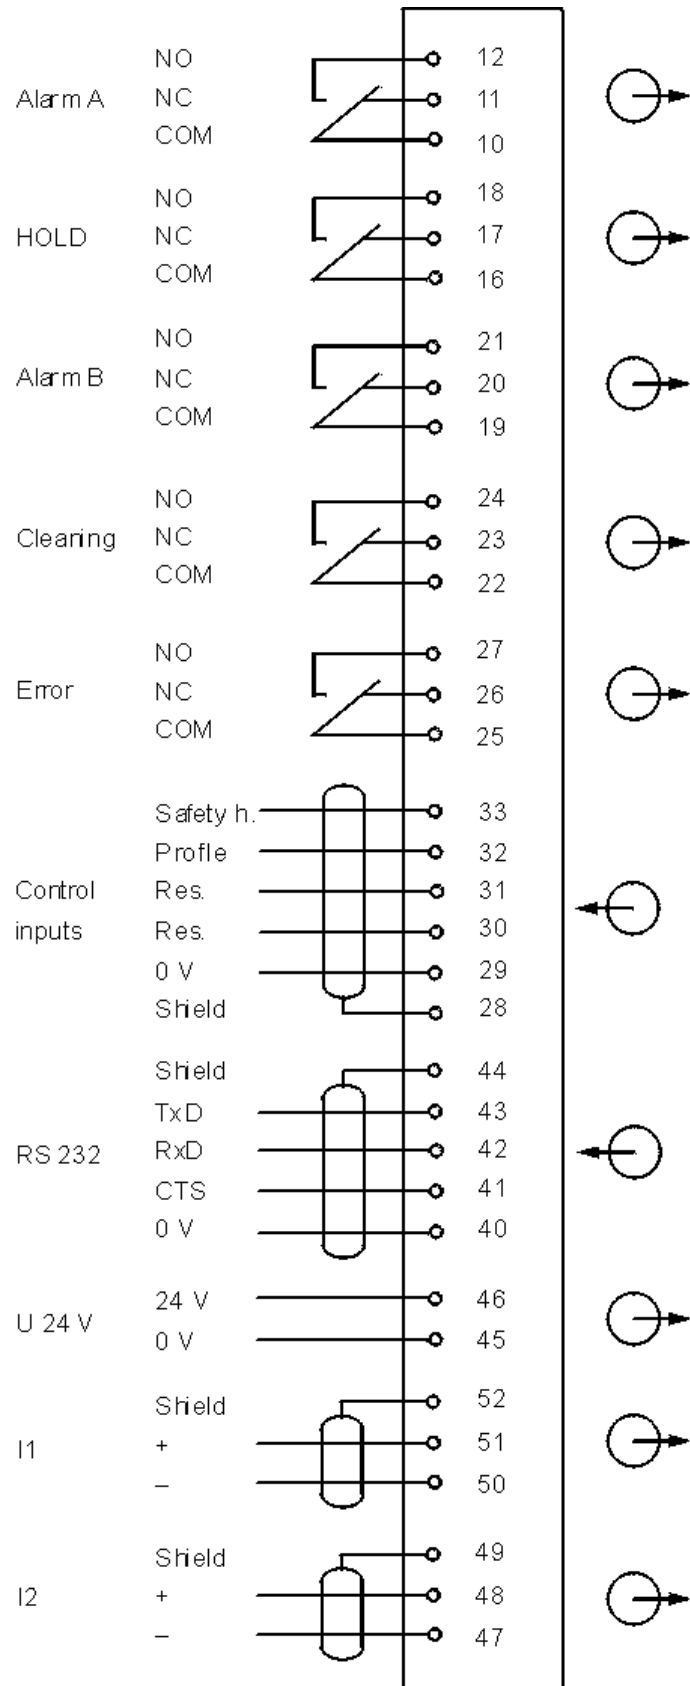 NO 12
Alarm A NC 11
COM 10
NO 18
HOLD NC 17
COM 16
NO 21
Alarm B NC 20
COM 19
NO 24
Cleaning NC 23
COM 22
NO 27
Error NC 26
COM 25
Safety h. 33
Profle 32
Control Res. 31
inputs Res. 30
0 V 29
Shield 28
Shield 44
TxD 43
RS 232 RxD 42
CTS 41
0 V 40
24 V 46
U 24 V
0 V 45
Shield 52
I1 + 51
– 50
Shield 49
I2 + 48
– 47